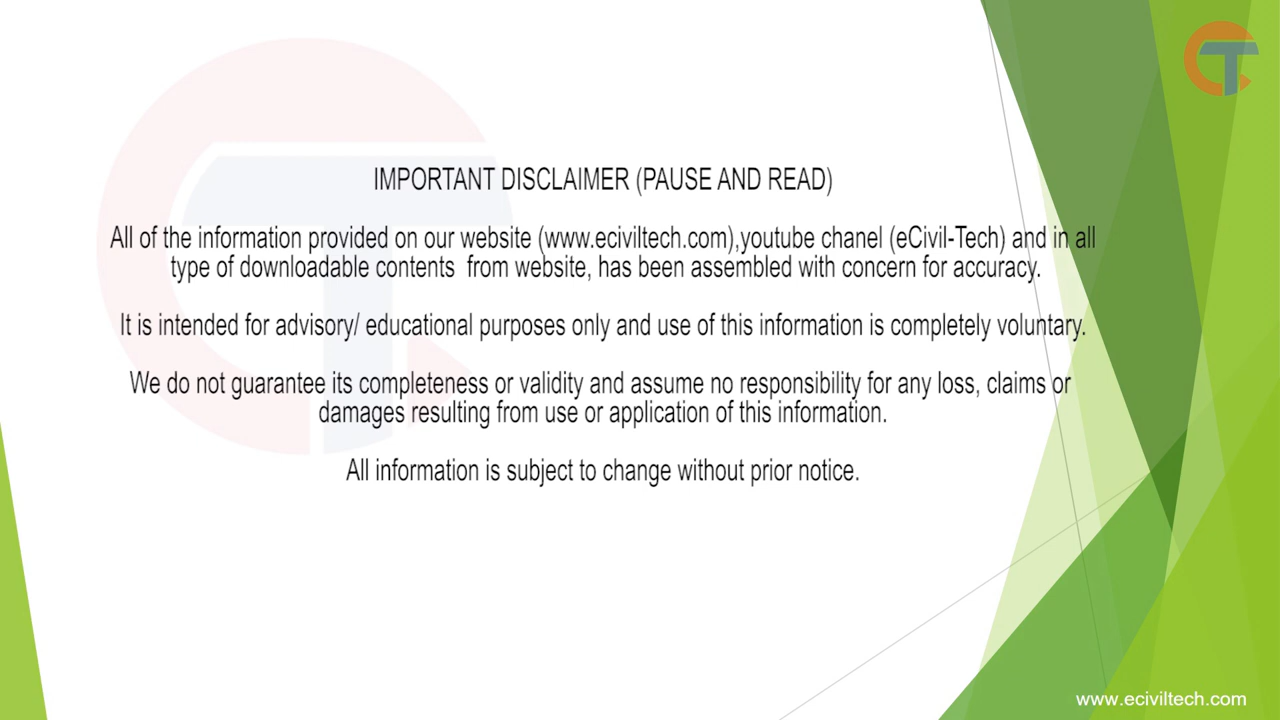 IMPORTANT DISCLAIMER (PAUSE AND READ)
All of the information provided on our website (www.eciviltech.com),youtube chanel (eCivil-Tech) and in all
type of downloadable contents  from website, has been assembled with concern for accuracy.
It is intended for advisory/ educational purposes only and use of this information is completely voluntary.
We do not guarantee its completeness or validity and assume no responsibility for any loss, claims or
damages resulting from use or application of this information.
All information is subject to change without prior notice.
www.eciviltech.com